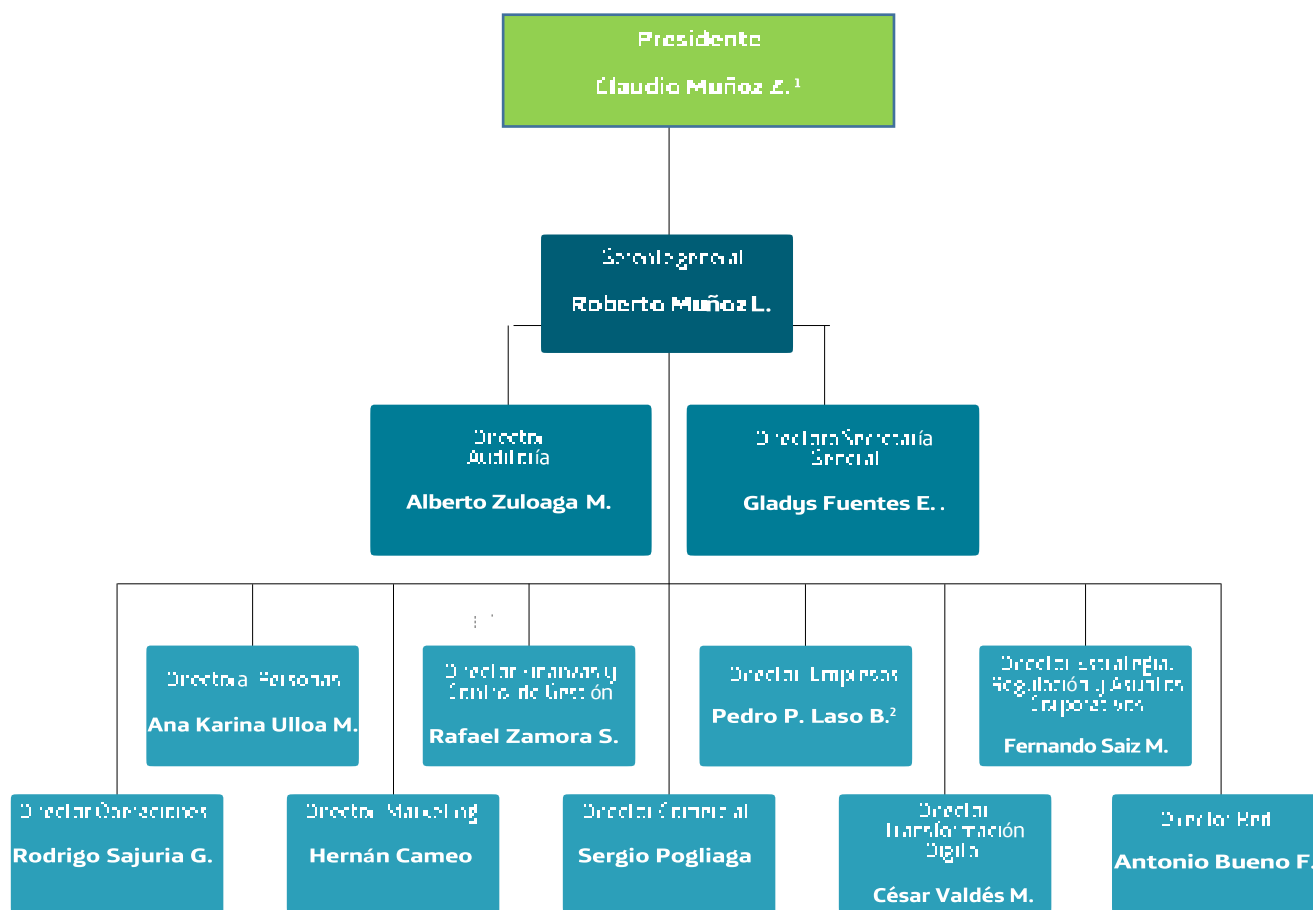 Presidente
Claudio Muñoz Z.¹
Gerente general
Roberto Muñoz L.
Director
Auditoría
Alberto Zuloaga M.
Directora Secretaría
General
Gladys Fuentes E. .
Directora Personas
Ana Karina Ulloa M.
Director Finanzas y
Control de Gestión
Rafael Zamora S.
Director Empresas
Pedro P. Laso B.²
Director Estrategia,
Regulación y Asuntos
Corporativos
Fernando Saiz M.
Director Operaciones
Rodrigo Sajuria G.
Director Marketing
Hernán Cameo
Director Comercial
Sergio Pogliaga
Director
Transformación
Digital
César Valdés M.
Director Red
Antonio Bueno F.